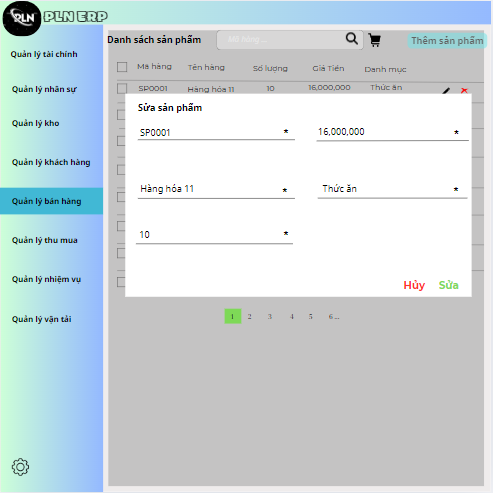 PLN
PLN ERP
Quản lý tài chính
Quản lý nhân sự
Quản lý kho
Quản lý khách hàng
Quản lý bán hàng
Quản lý thu mua
Quản lý nhiệm vụ
Quản lý vận tải
Danh sách sản phẩm
Mã hàng...
Thêm sản phẩm
Mã hàng Tên hàng Số lượng Giá Tiền Danh mục
SP0001 Hàng hóa 11 10 16,000,000 Thức ăn
Sửa sản phẩm
SP0001 * 16,000,000 *
Hàng hóa 11 * Thức ăn *
10 *
Hủy Sửa
1 2 3 4 5 6 ...